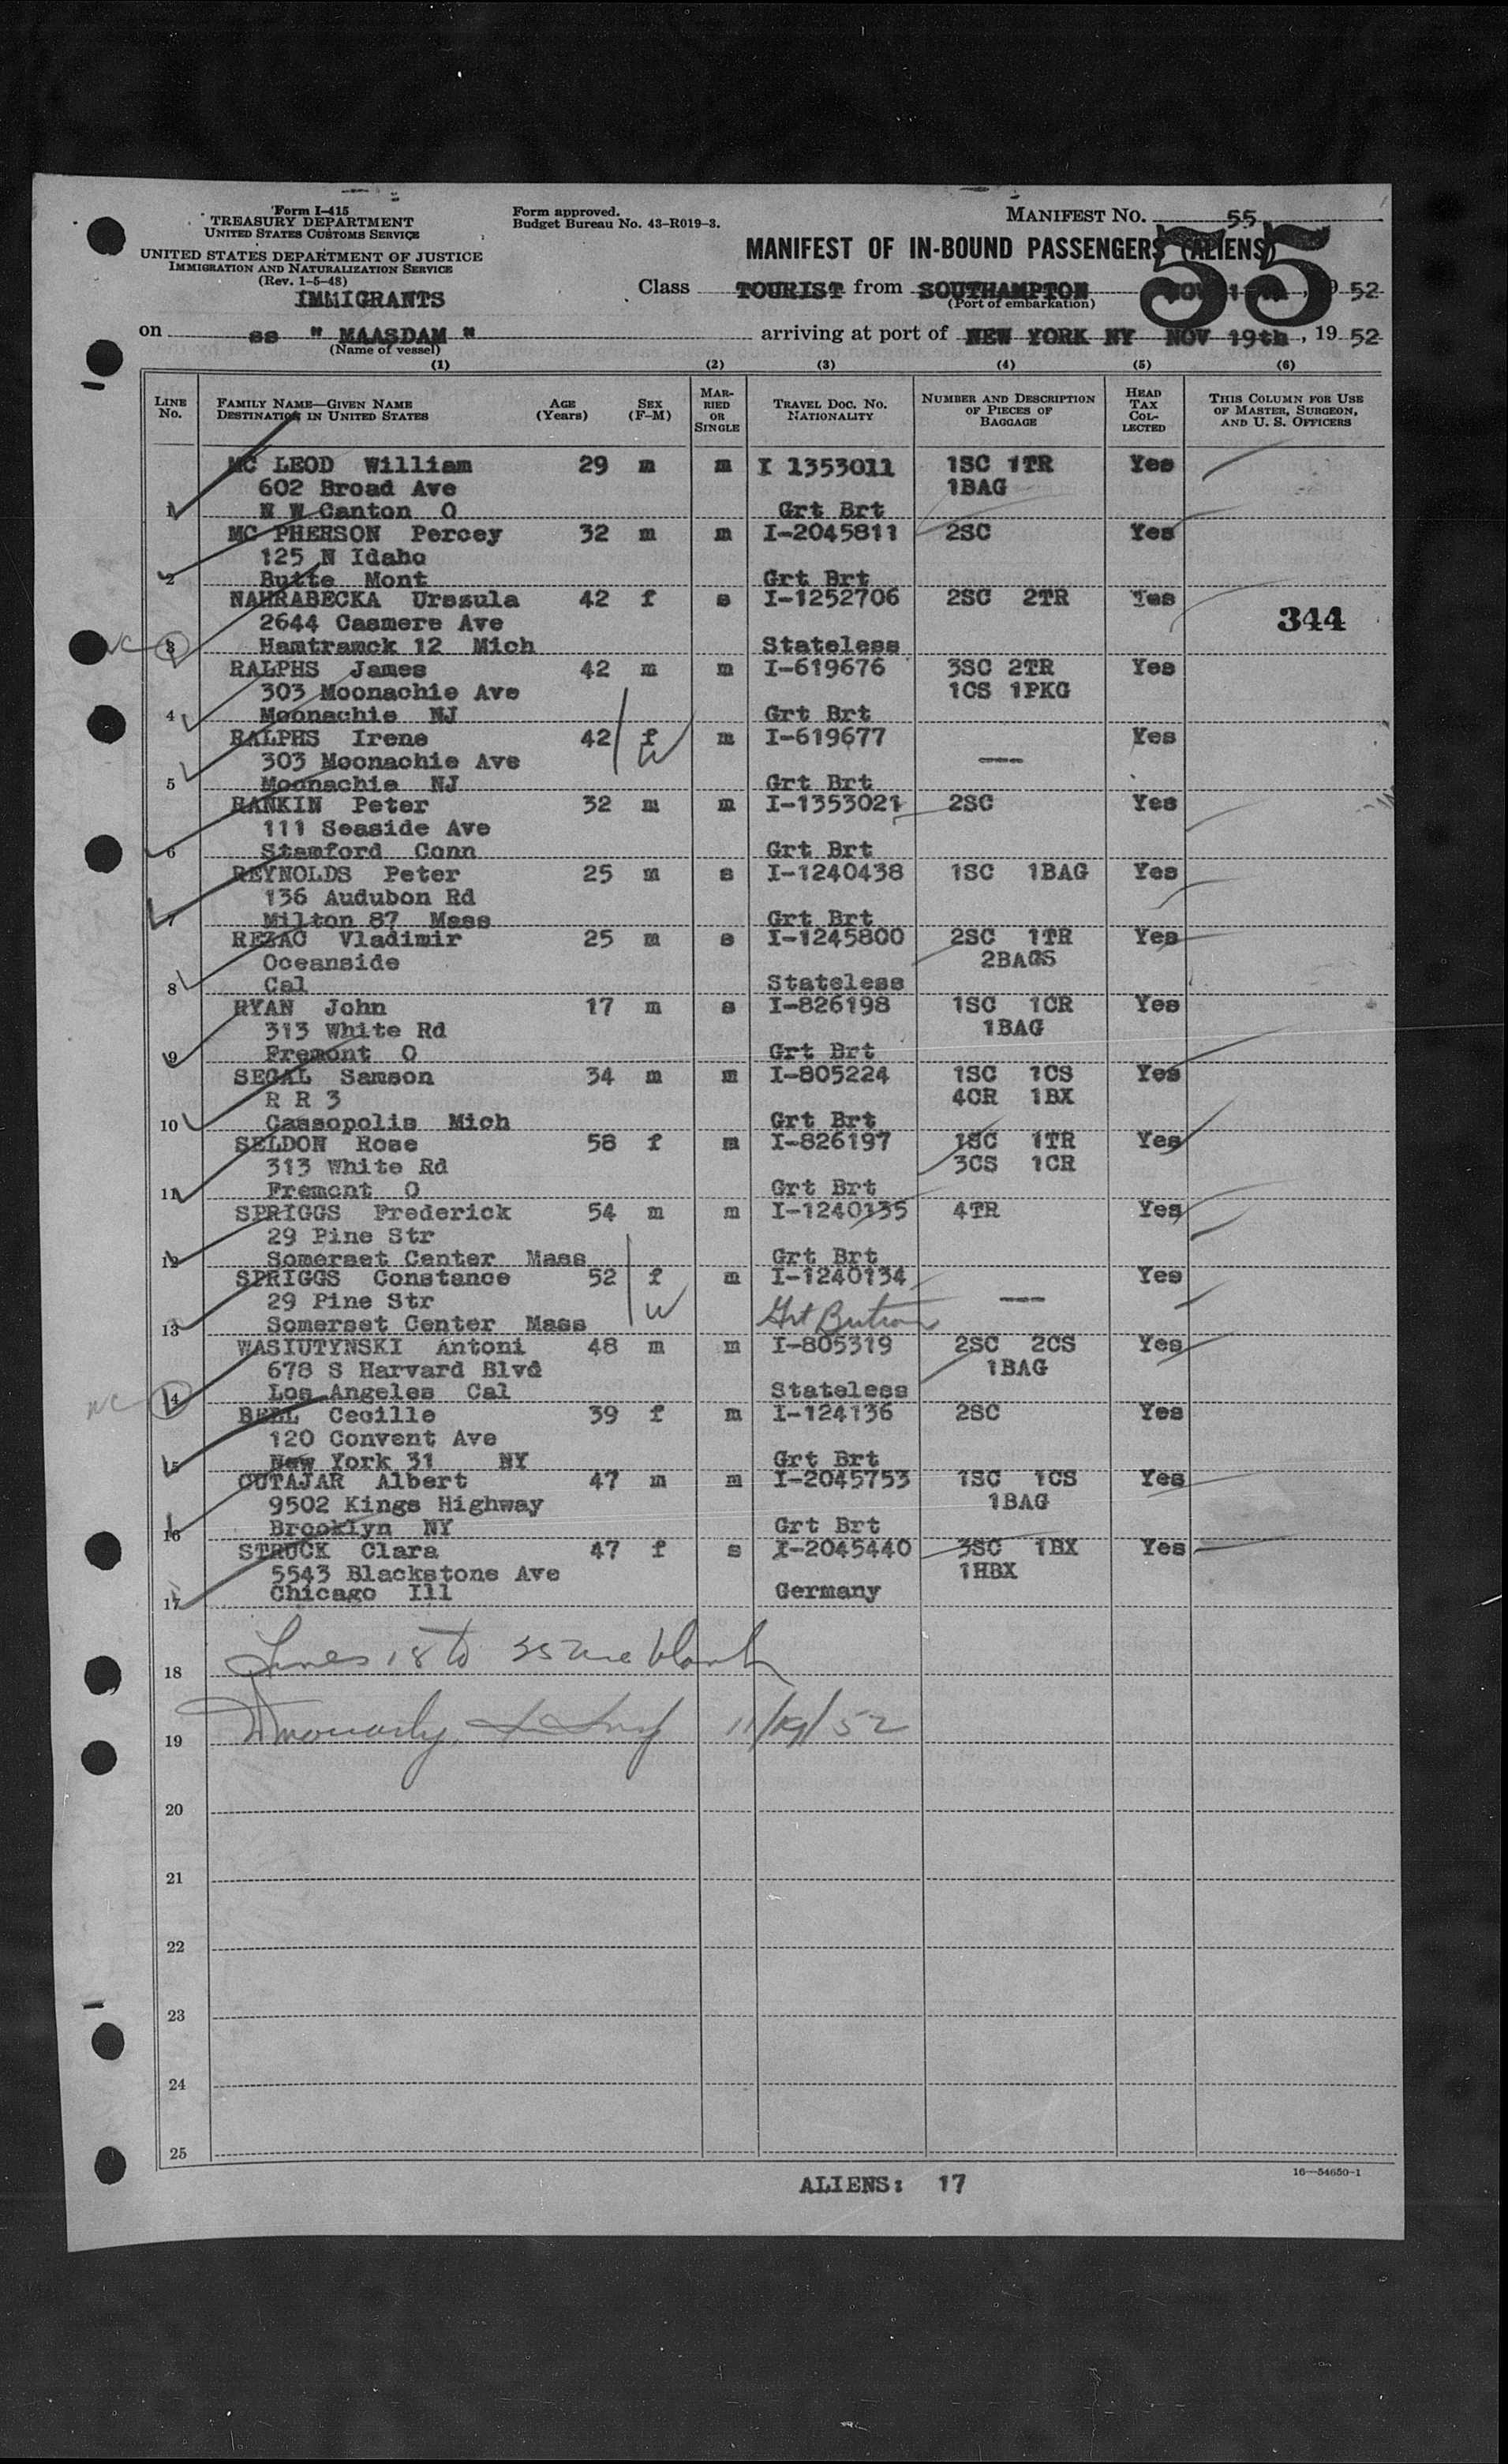 Form I-415
TREASURY DEPARTMENT
UNITED STATES CUSTOMS SERVICE
UNITED STATES DEPARTMENT OF JUSTICE
IMMIGRATION AND NATURALIZATION SERVICE
(Rev. 1-5-48)
IMMIGRANTS
Form approved.
Budget Bureau No. 43-R019-3.
MANIFEST NO. 55
MANIFEST OF IN-BOUND PASSENGERS (ALIENS)
55
Class TOURIST from SOUTHAMPTON NOV , 19 52
(Port of embarkation)
on ss " MAASDAM " arriving at port of NEW YORK NY NOV 19th, 19 52
(Name of vessel)
(1) (2) (3) (4) (5) (6)
LINE No. FAMILY NAME—GIVEN NAME DESTINATION IN UNITED STATES AGE (Years) SEX (F-M) MARRIED OR SINGLE TRAVEL DOC. NO. NATIONALITY NUMBER AND DESCRIPTION OF PIECES OF BAGGAGE HEAD TAX COLLECTED THIS COLUMN FOR USE OF MASTER, SURGEON, AND U. S. OFFICERS
MC LEOD William 29 m m I 1353011 1SC 1TR Yes
602 Broad Ave 1BAG
1 N W Canton O Grt Brt
MC PHERSON Percey 32 m m I-2045811 2SC Yes
125 N Idaho
2 Butte Mont Grt Brt
NAHRABECKA Urszula 42 f s I-1252706 2SC 2TR Yes
2644 Casmere Ave 344
NC 3 Hamtramck 12 Mich Stateless
RALPHS James 42 m m I-619676 3SC 2TR Yes
303 Moonachie Ave 1CS 1PKG
4 Moonachie NJ Grt Brt
RALPHS Irene 42 f m I-619677 Yes
303 Moonachie Ave W ----
5 Moonachie NJ Grt Brt
RANKIN Peter 32 m m I-1353021 2SC Yes
111 Seaside Ave
6 Stamford Conn Grt Brt
REYNOLDS Peter 25 m s I-1240438 1SC 1BAG Yes
136 Audubon Rd
7 Milton 87 Mass Grt Brt
REZAC Vladimir 25 m s I-1245800 2SC 1TR Yes
Oceanside 2BAGS
8 Cal Stateless
RYAN John 17 m s I-826198 1SC 1CR Yes
313 White Rd 1BAG
9 Fremont O Grt Brt
SEGAL Samson 34 m m I-805224 1SC 1CS Yes
R R 3 4CR 1BX
10 Cassopolis Mich Grt Brt
SELDON Rose 58 f m I-826197 1SC 1TR Yes
313 White Rd 3CS 1CR
11 Fremont O Grt Brt
SPRIGGS Frederick 54 m m I-1240135 4TR Yes
29 Pine Str
12 Somerset Center Mass Grt Brt
SPRIGGS Constance 52 f m I-1240134 Yes
29 Pine Str W ----
13 Somerset Center Mass Grt Britain
WASIUTYNSKI Antoni 48 m m I-805319 2SC 2CS Yes
678 S Harvard Blvd 1BAG
NC 14 Los Angeles Cal Stateless
BELL Cecille 39 f m I-124136 2SC Yes
120 Convent Ave
15 New York 31 NY Grt Brt
CUTAJAR Albert 47 m m I-2045753 1SC 1CS Yes
9502 Kings Highway 1BAG
16 Brooklyn NY Grt Brt
STRUCK Clara 47 f s I-2045440 3SC 1BX Yes
5543 Blackstone Ave 1HBX
17 Chicago Ill Germany
18 Lines 18 to 25 are blank
19 11/19/52
20
21
22
23
24
25
16—54650-1
ALIENS: 17